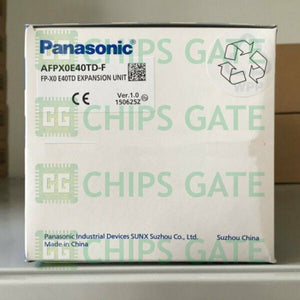 Panasonic
AFPX0E40TD-F
FP-X0 E40TD EXPANSION UNIT
CE
Ver.1.0
150625Z
CHIPS GATE
CHIPS GATE
CHIPS GATE
Panasonic Industrial Devices SUNX Suzhou Co., Ltd.
Made in China
Suzhou China